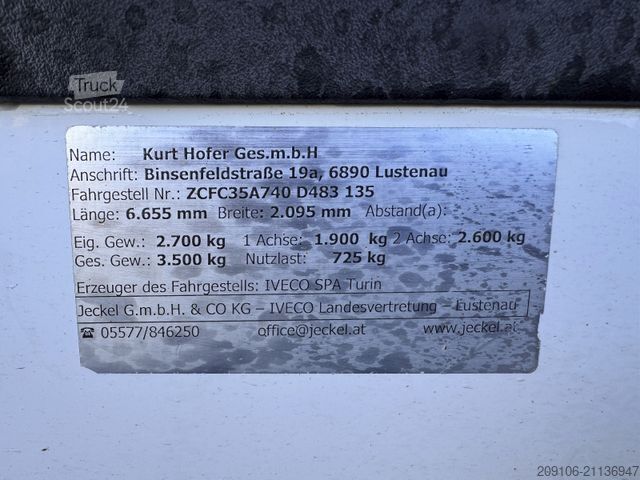 Truck
Scout24
Name: Kurt Hofer Ges.m.b.H
Anschrift: Binsenfeldstraße 19a, 6890 Lustenau
Fahrgestell Nr.: ZCFC35A740 D483 135
Länge: 6.655 mm Breite: 2.095 mm Abstand(a):
Eig. Gew.: 2.700 kg 1 Achse: 1.900 kg 2 Achse: 2.600 kg
Ges. Gew.: 3.500 kg Nutzlast: 725 kg
Erzeuger des Fahrgestells: IVECO SPA Turin
Jeckel G.m.b.H. & CO KG – IVECO Landesvertretung – Lustenau
☎ 05577/846250 office@jeckel.at www.jeckel.at
209106-21136947